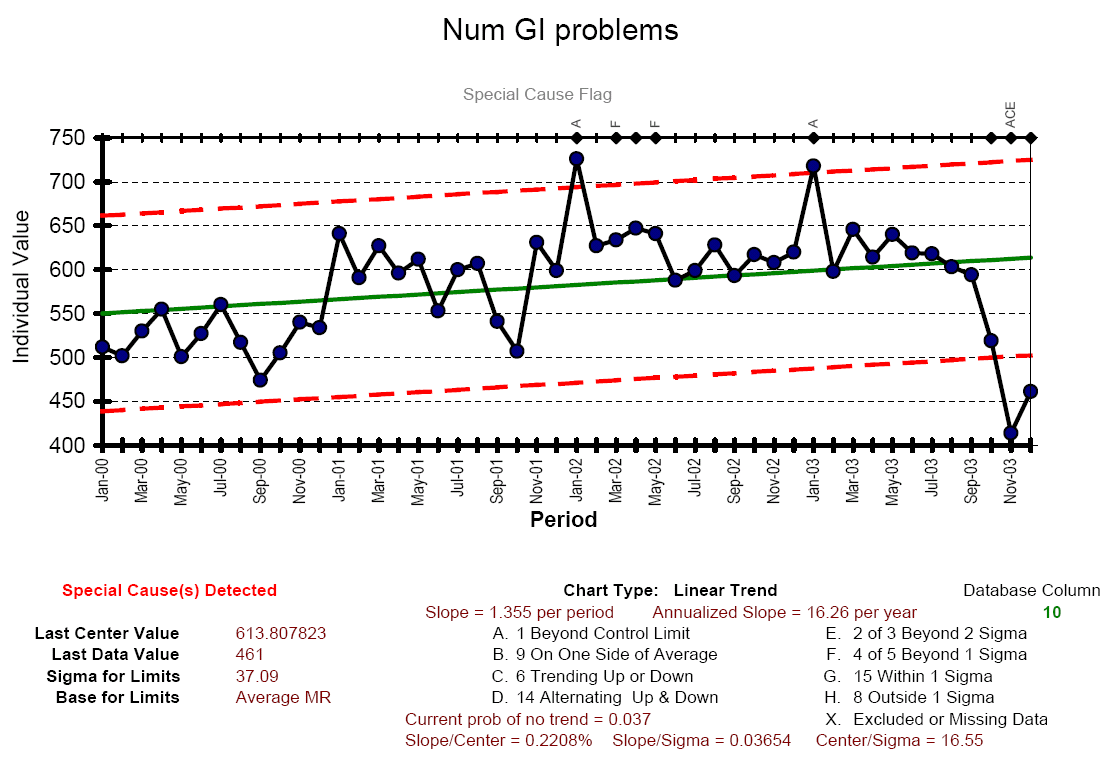 Num GI problems
Special Cause Flag
A F F A ACE
750
700
650
600
550
500
450
400
Individual Value
Jan-00 Mar-00 May-00 Jul-00 Sep-00 Nov-00 Jan-01 Mar-01 May-01 Jul-01 Sep-01 Nov-01 Jan-02 Mar-02 May-02 Jul-02 Sep-02 Nov-02 Jan-03 Mar-03 May-03 Jul-03 Sep-03 Nov-03
Period
Special Cause(s) Detected Chart Type: Linear Trend Database Column
Slope = 1.355 per period Annualized Slope = 16.26 per year 10
Last Center Value 613.807823 A. 1 Beyond Control Limit E. 2 of 3 Beyond 2 Sigma
Last Data Value 461 B. 9 On One Side of Average F. 4 of 5 Beyond 1 Sigma
Sigma for Limits 37.09 C. 6 Trending Up or Down G. 15 Within 1 Sigma
Base for Limits Average MR D. 14 Alternating Up & Down H. 8 Outside 1 Sigma
Current prob of no trend = 0.037 X. Excluded or Missing Data
Slope/Center = 0.2208% Slope/Sigma = 0.03654 Center/Sigma = 16.55